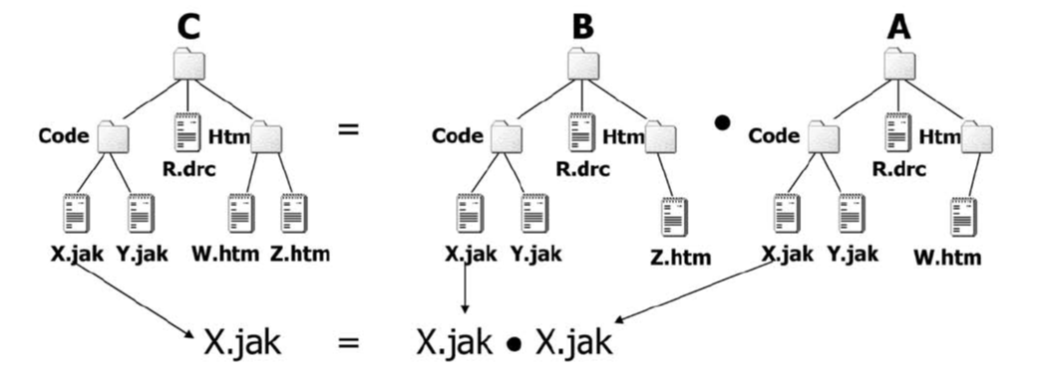 C B A
Code Htm = Code Htm • Code Htm
R.drc R.drc R.drc
X.jak Y.jak W.htm Z.htm X.jak Y.jak Z.htm X.jak Y.jak W.htm
X.jak = X.jak • X.jak